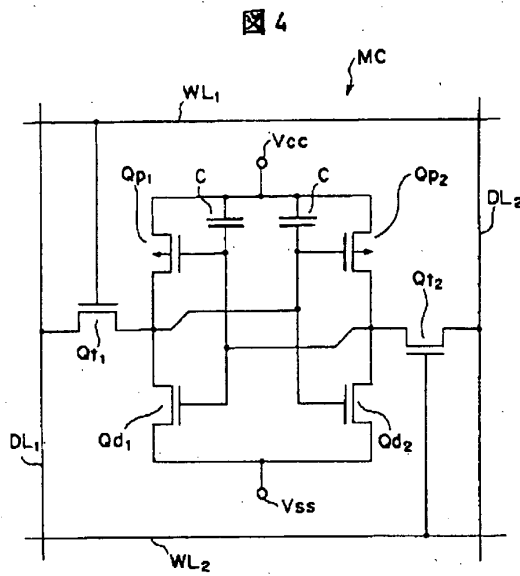 図4
MC
WL₁
Vcc
Qp₁
C
C
Qp₂
DL₂
Qt₂
Qt₁
Qd₁
Qd₂
DL₁
Vss
WL₂